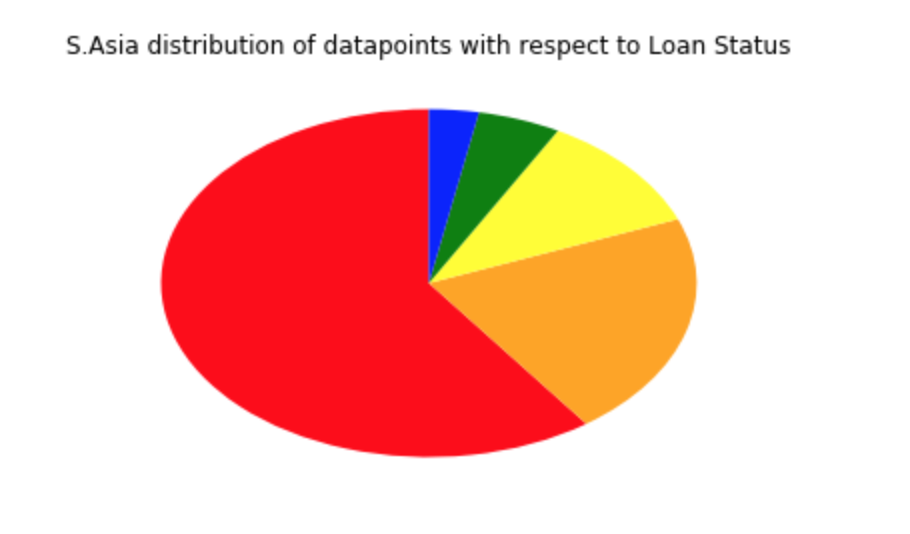 S.Asia distribution of datapoints with respect to Loan Status